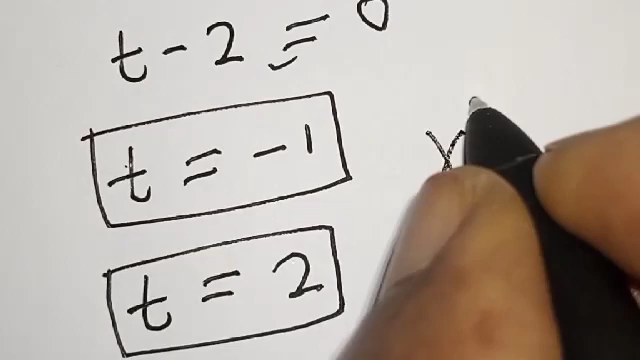 t - 2 = 0
t = -1
t = 2